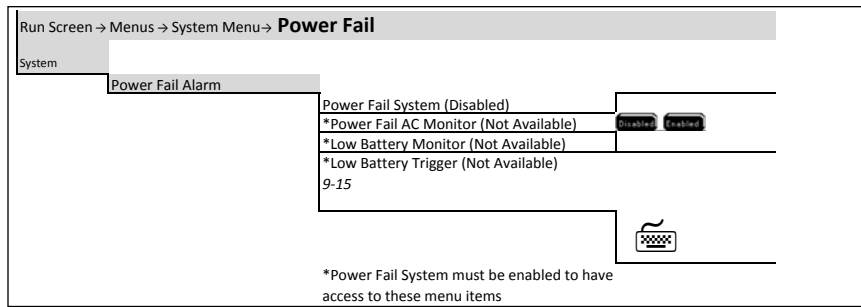 Run Screen → Menus → System Menu→ Power Fail
System
Power Fail Alarm
Power Fail System (Disabled)
*Power Fail AC Monitor (Not Available)
Disabled Enabled
*Low Battery Monitor (Not Available)
*Low Battery Trigger (Not Available)
9-15
*Power Fail System must be enabled to have
access to these menu items